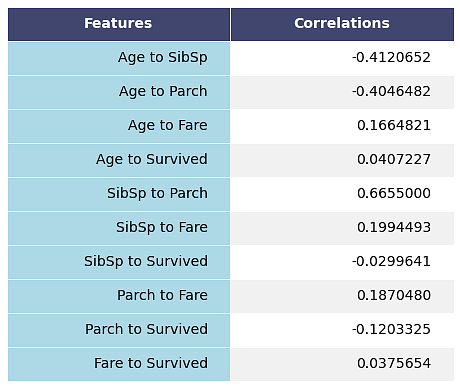 Features Correlations
Age to SibSp -0.4120652
Age to Parch -0.4046482
Age to Fare 0.1664821
Age to Survived 0.0407227
SibSp to Parch 0.6655000
SibSp to Fare 0.1994493
SibSp to Survived -0.0299641
Parch to Fare 0.1870480
Parch to Survived -0.1203325
Fare to Survived 0.0375654